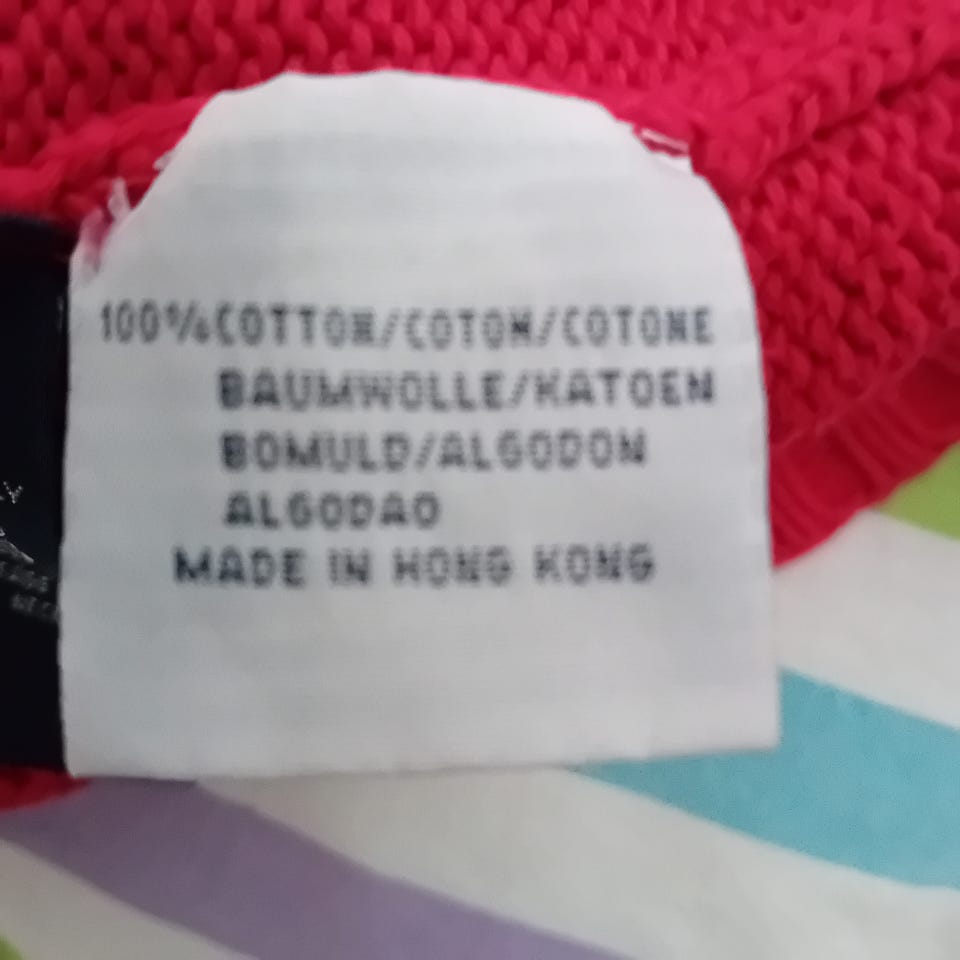 100% COTTON/COTON/COTONE
BAUMWOLLE/KATOEN
BOMULD/ALGODON
ALGODAO
MADE IN HONG KONG